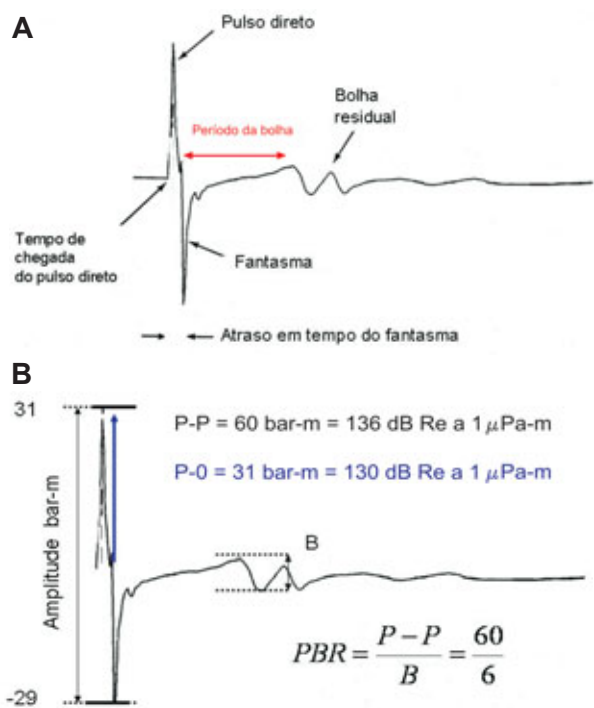 A
Pulso direto
Bolha
residual
Período da bolha
Tempo de
chegada
do pulso direto
Fantasma
Atraso em tempo do fantasma
B
31
P-P = 60 bar-m = 136 dB Re a 1 μPa-m
P-0 = 31 bar-m = 130 dB Re a 1 μPa-m
Amplitude bar-m
B
PBR = \frac{P-P}{B} = \frac{60}{6}
-29